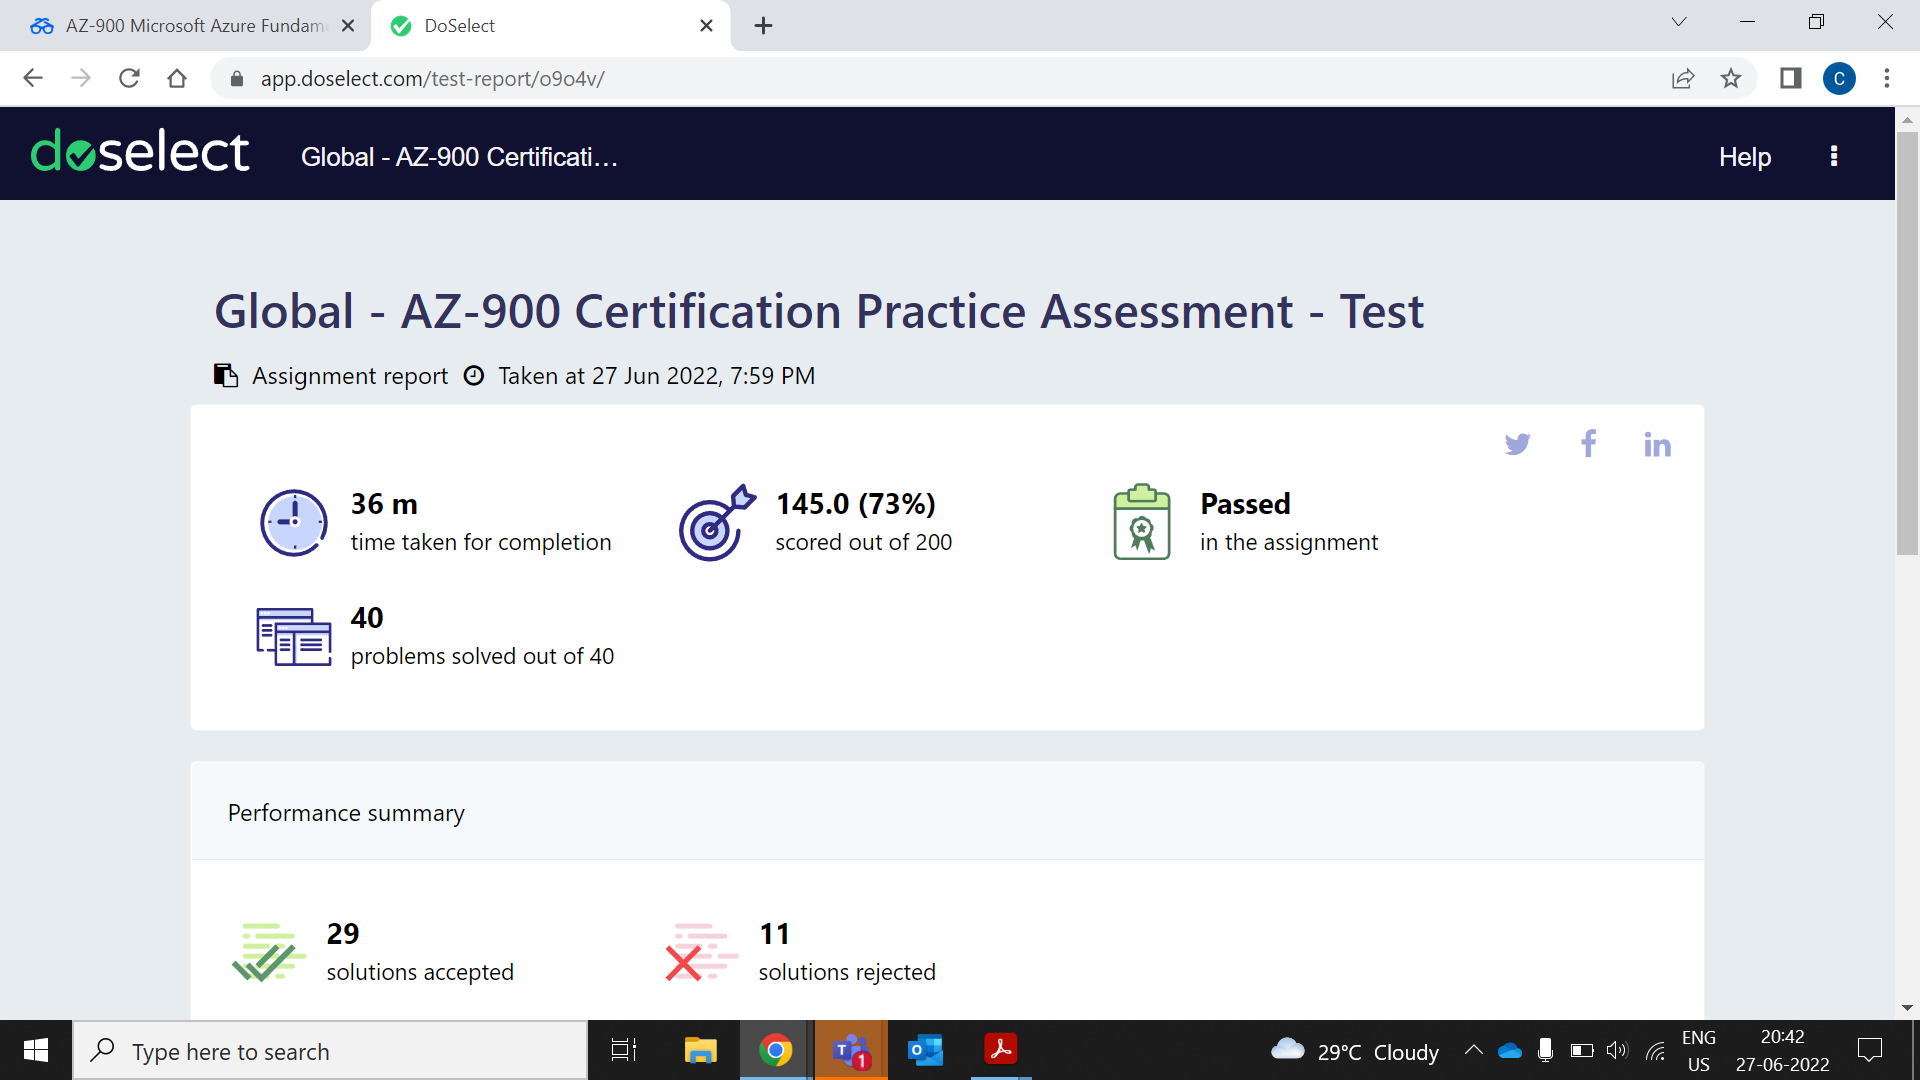 AZ-900 Microsoft Azure Fundam
DoSelect
app.doselect.com/test-report/o9o4v/
C
doselect
Global - AZ-900 Certificati...
Help
Global - AZ-900 Certification Practice Assessment - Test
Assignment report Taken at 27 Jun 2022, 7:59 PM
36 m
time taken for completion
145.0 (73%)
scored out of 200
Passed
in the assignment
40
problems solved out of 40
Performance summary
29
solutions accepted
11
solutions rejected
Type here to search
29°C Cloudy
ENG
US
20:42
27-06-2022
1